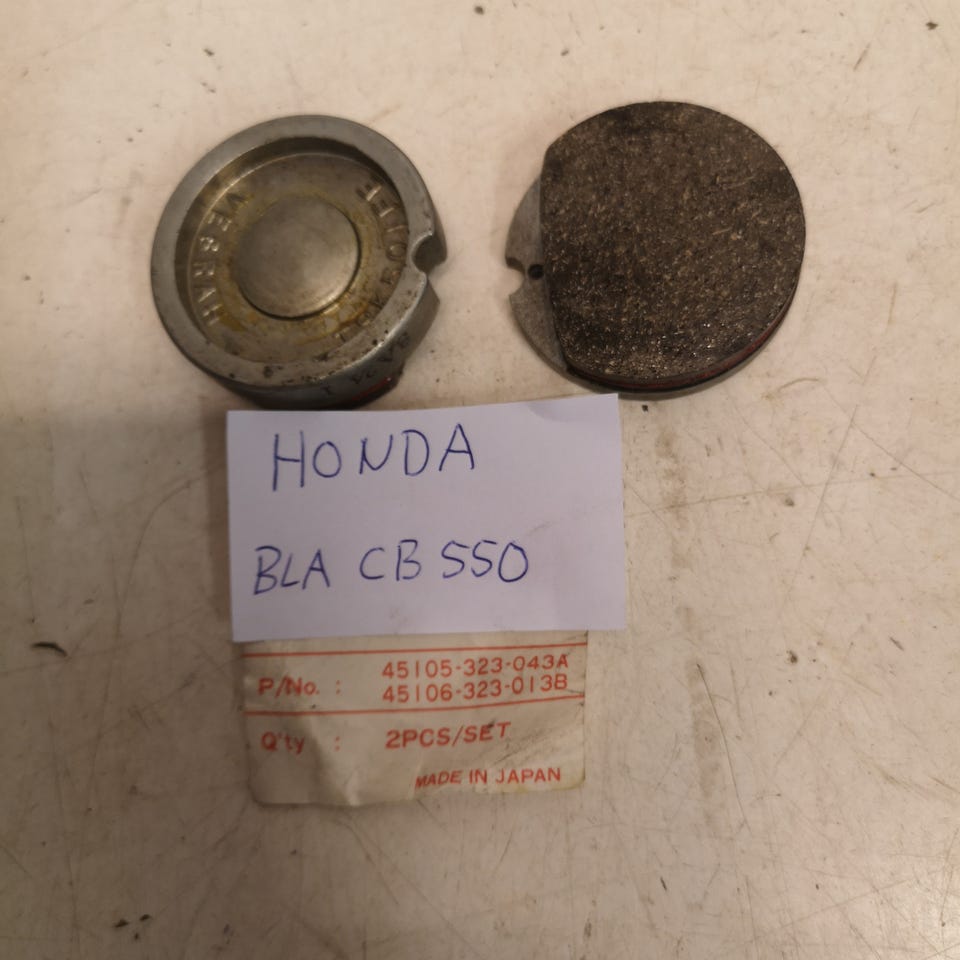 HONDA
BLA CB 550
P/No. : 45105-323-043A
45106-323-013B
Q'ty : 2PCS/SET
MADE IN JAPAN